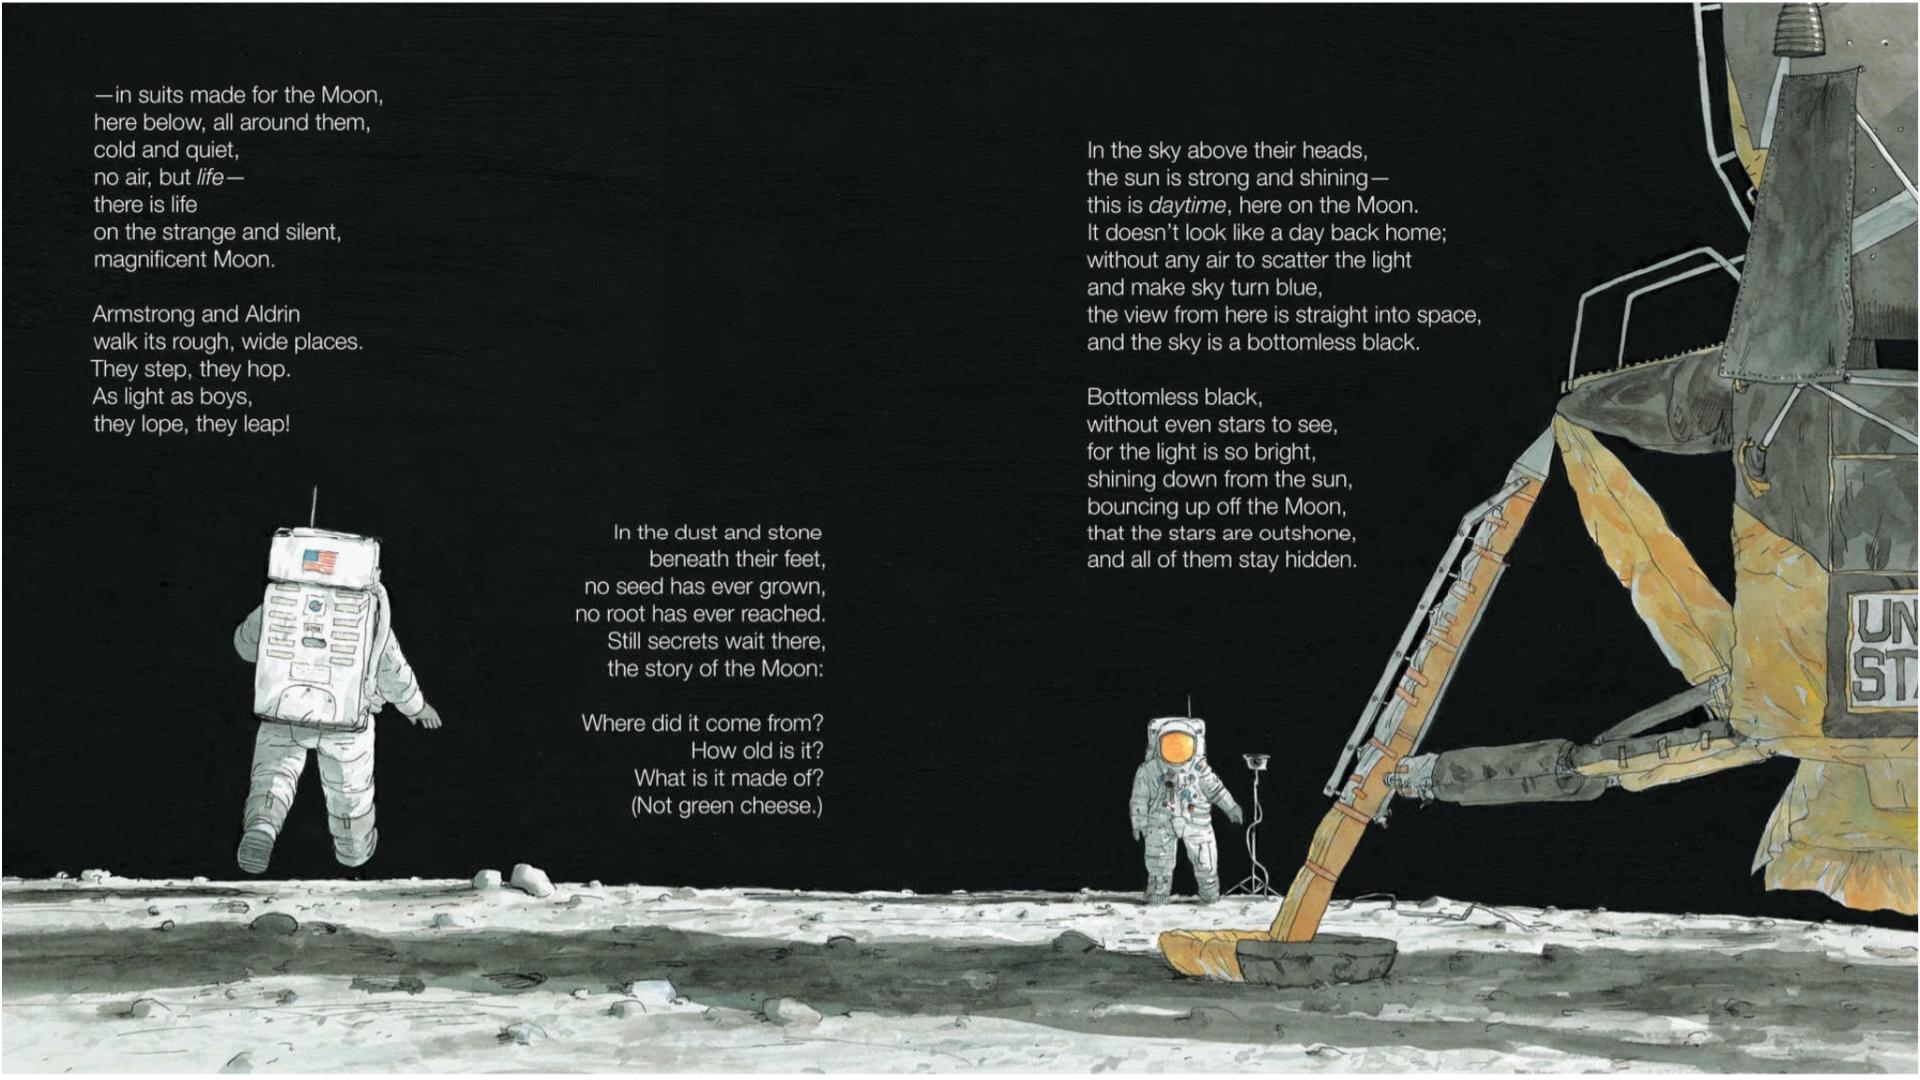 —in suits made for the Moon,
here below, all around them,
cold and quiet,
no air, but life—
there is life
on the strange and silent,
magnificent Moon.
Armstrong and Aldrin
walk its rough, wide places.
They step, they hop.
As light as boys,
they lope, they leap!
In the dust and stone
beneath their feet,
no seed has ever grown,
no root has ever reached.
Still secrets wait there,
the story of the Moon:
Where did it come from?
How old is it?
What is it made of?
(Not green cheese.)
In the sky above their heads,
the sun is strong and shining—
this is daytime, here on the Moon.
It doesn’t look like a day back home;
without any air to scatter the light
and make sky turn blue,
the view from here is straight into space,
and the sky is a bottomless black.
Bottomless black,
without even stars to see,
for the light is so bright,
shining down from the sun,
bouncing up off the Moon,
that the stars are outshone,
and all of them stay hidden.
UN
STA